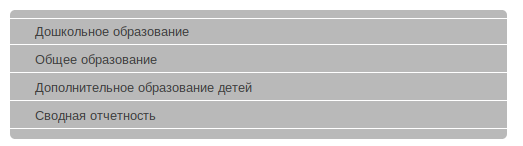 Дошкольное образование
Общее образование
Дополнительное образование детей
Сводная отчетность